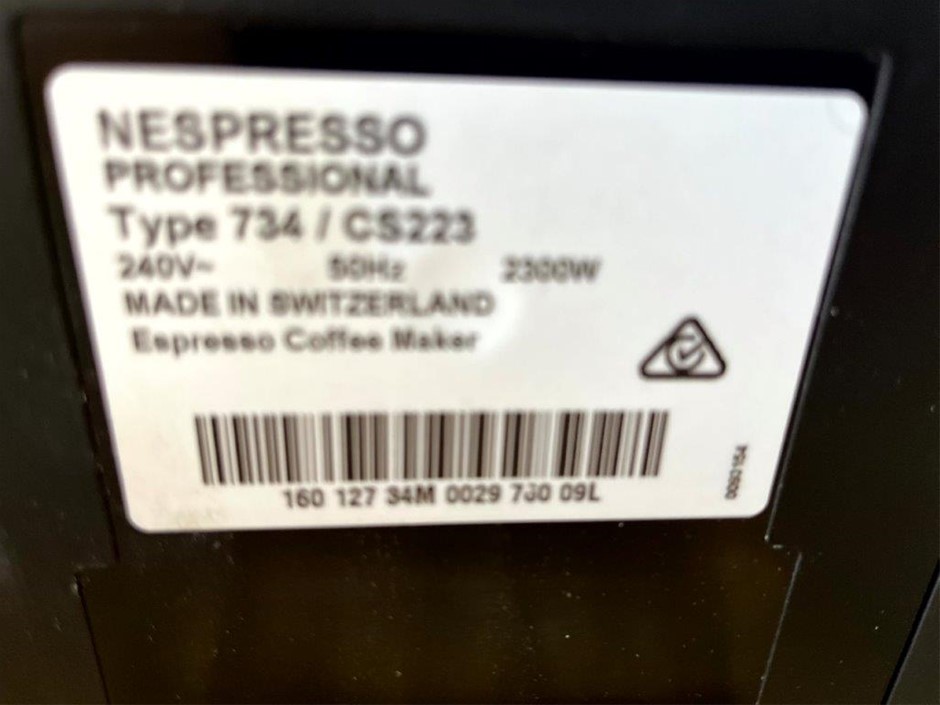 NESPRESSO
PROFESSIONAL
Type 734 / CS223
240V~ 50Hz 2300W
MADE IN SWITZERLAND
Espresso Coffee Maker
160 127 34M 0029 09L